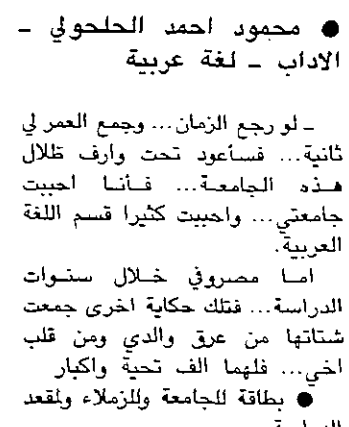 ● محمود احمد الحلحولي ـ
الاداب ـ لغة عربية
ـ لو رجع الزمان... وجمع العمر لي
ثانية... فسأعود تحت وارف ظلال
هذه الجامعة... فأنا احببت
جامعتي... واحببت كثيرا قسم اللغة
العربية.
اما مصروفي خلال سنوات
الدراسة... فتلك حكاية اخرى جمعت
شتاتها من عرق والدي ومن قلب
اخي... فلهما الف تحية واكبار
● بطاقة للجامعة وللزملاء ولمقعد